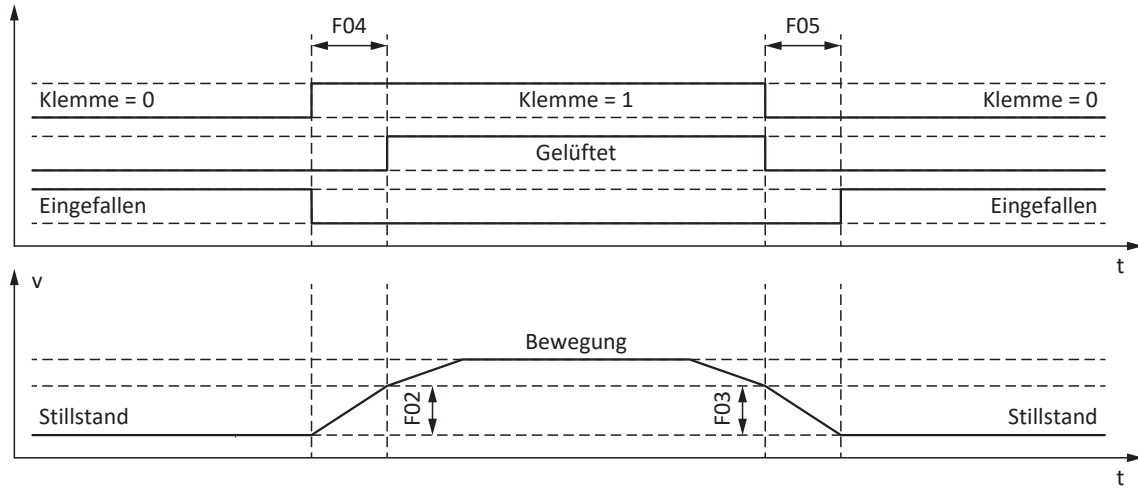 F04
F05
Klemme = 0
Klemme = 1
Klemme = 0
Gelüftet
Eingefallen
Eingefallen
t
v
Bewegung
Stillstand
F02
F03
Stillstand
t